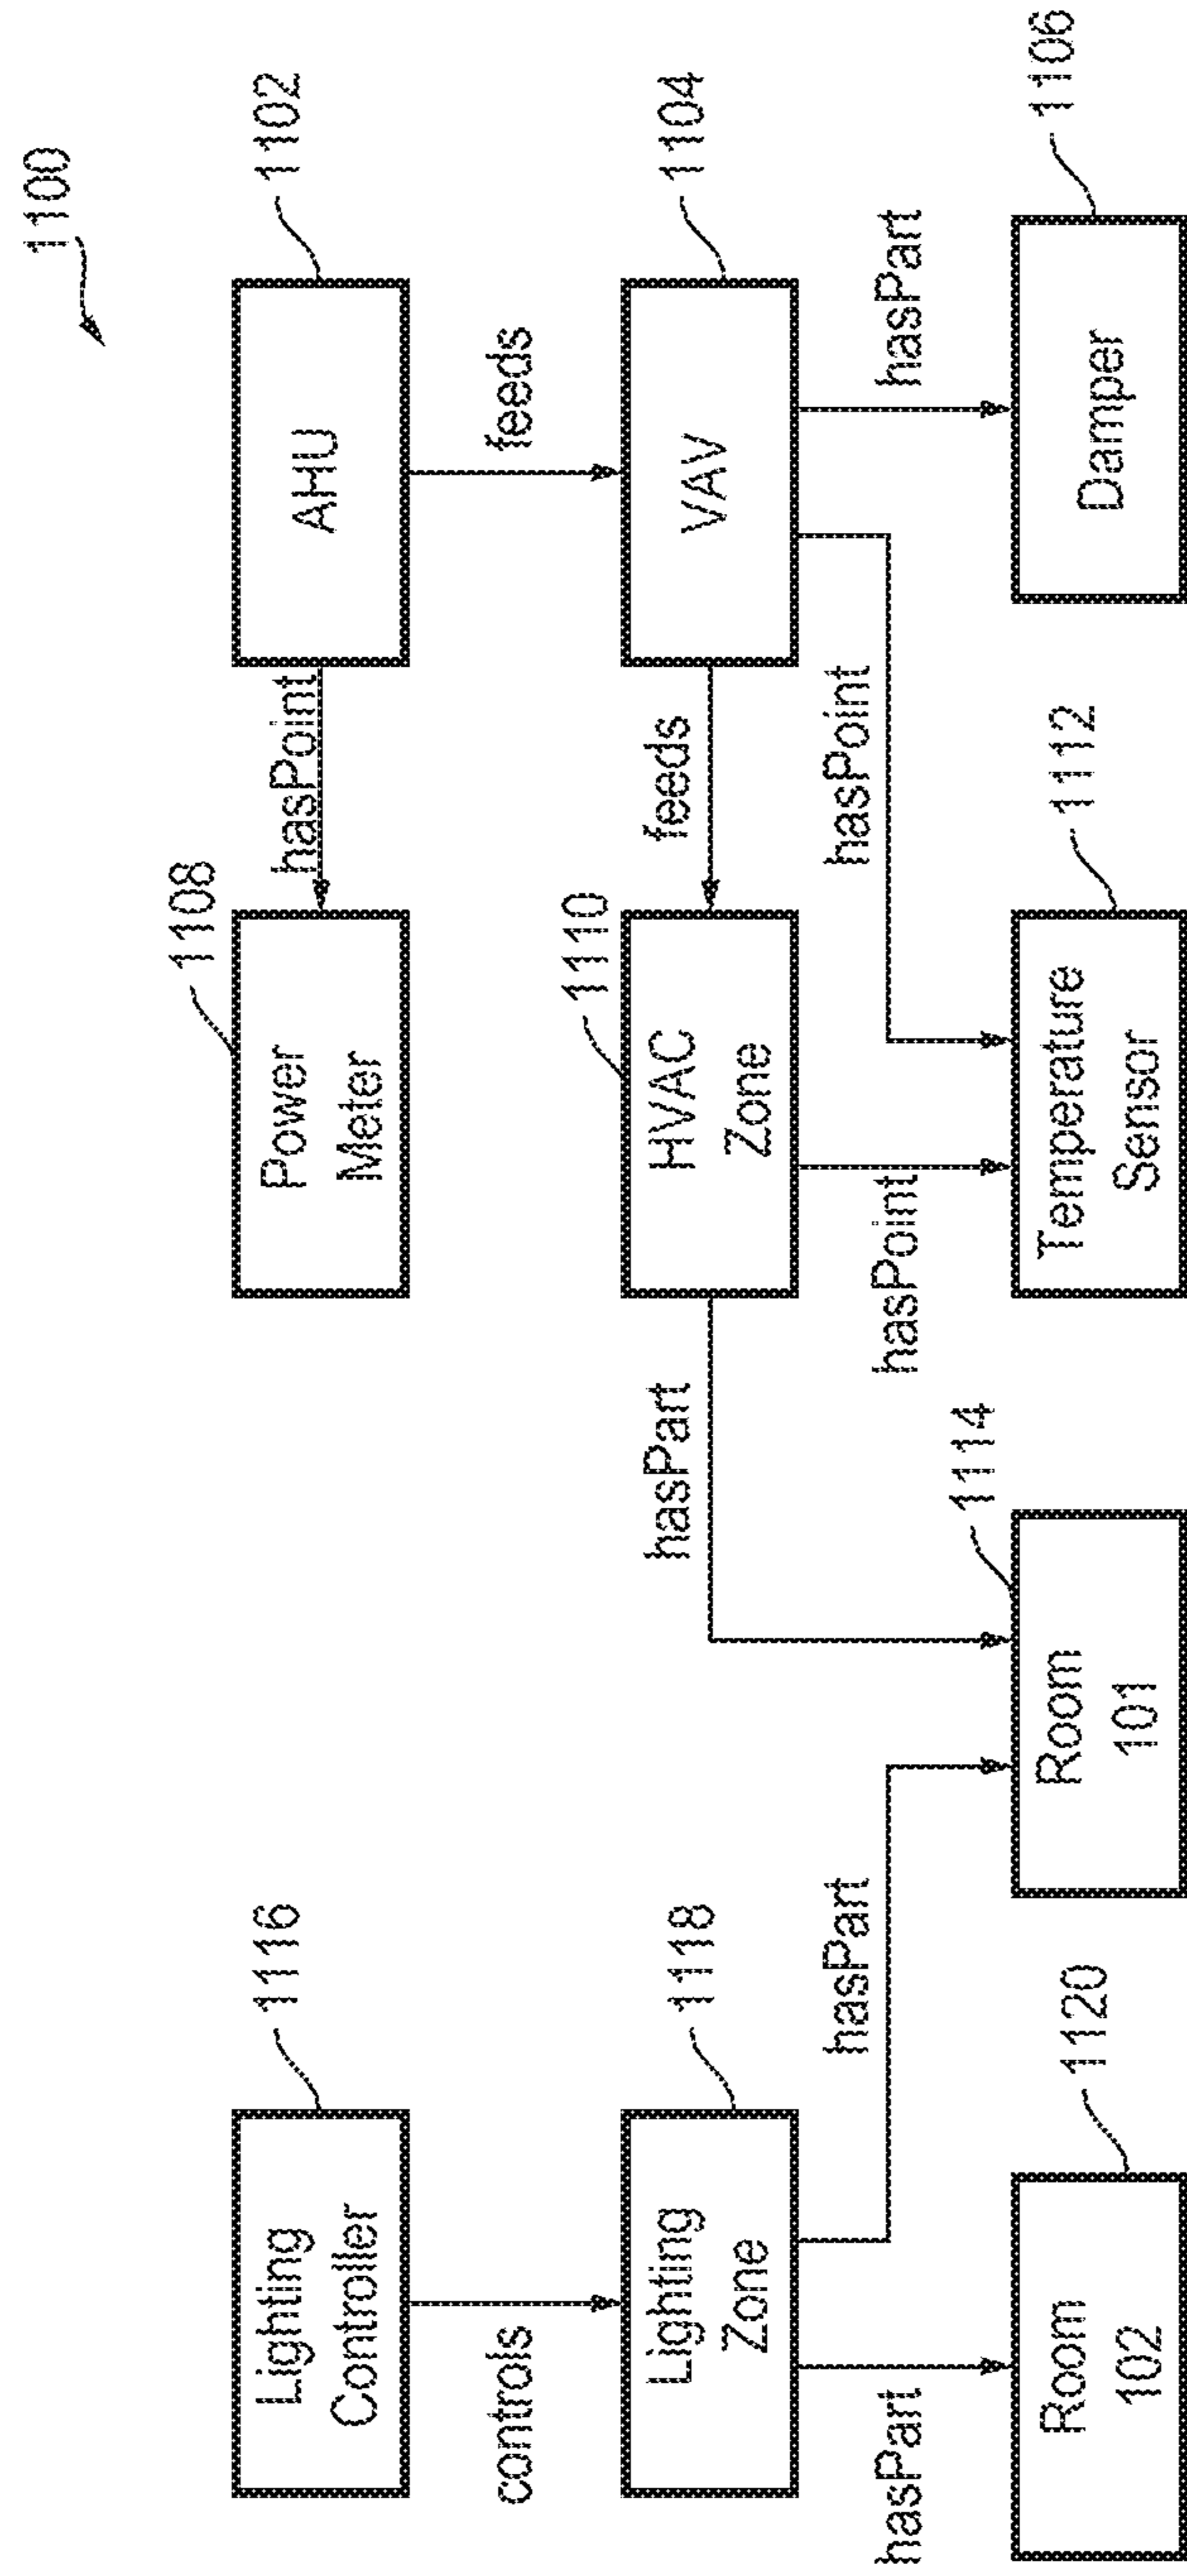 1100
1116
1108
1102
Lighting
Controller
Power
Meter
hasPoint
AHU
controls
feeds
1118
1110
1104
Lighting
Zone
hasPart
HVAC
Zone
feeds
VAV
hasPart
hasPart
hasPoint
hasPoint
hasPart
1120
1114
1112
1106
Room
102
Room
101
Temperature
Sensor
Damper